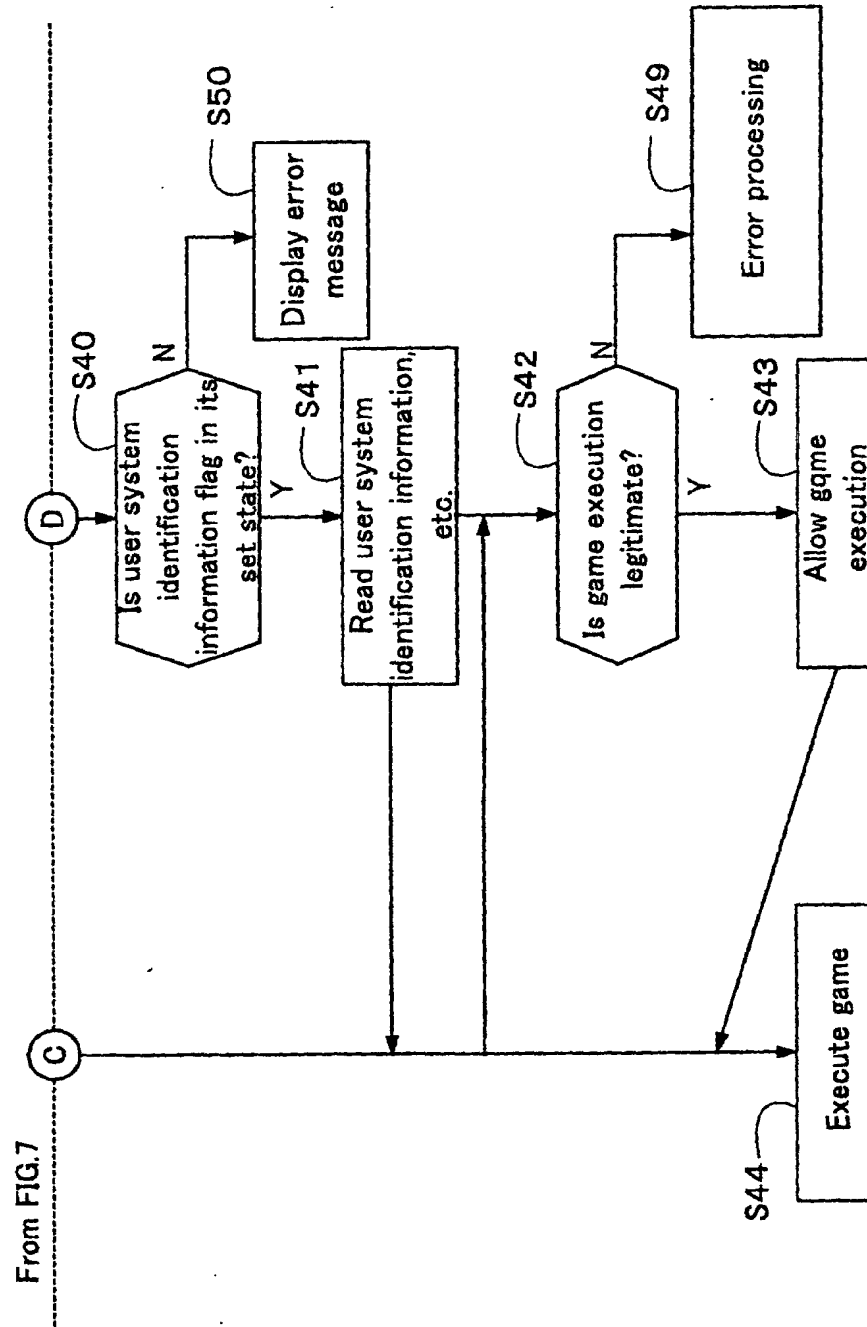 From FIG.7
C
D
S40
Is user system
identification
information flag in its
set state?
N
Y
S50
Display error
message
S41
Read user system
identification information,
etc.
S42
Is game execution
legitimate?
N
Y
S49
Error processing
S43
Allow gqme
execution
S44
Execute game